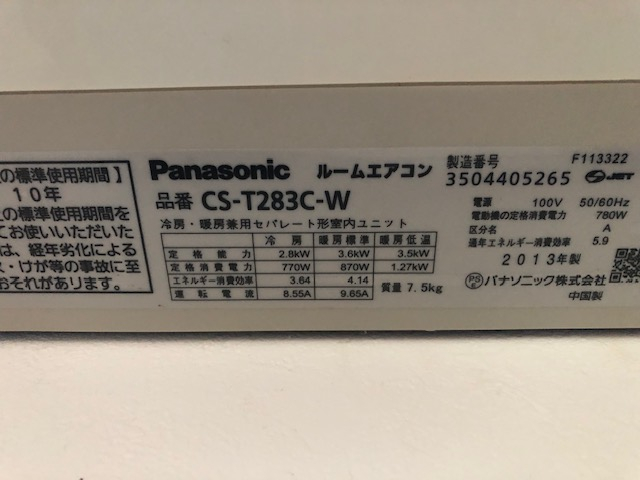 の標準使用期間】
10年
の標準使用期間を
てお使いいただいた
は、経年劣化による
・けが等の事故に至
おそれがあります。
Panasonic ルームエアコン
品番 CS-T283C-W
冷房・暖房兼用セパレート形室内ユニット
冷房 暖房標準 暖房低温
定格能力 2.8kW 3.6kW 3.5kW
定格消費電力 770W 870W 1.27kW
エネルギー消費効率 3.64 4.14
運転電流 8.55A 9.65A
質量 7.5kg
F113322
製造番号 3504405265 JET
電源 100V 50/60Hz
電動機の定格消費電力 780W
区分名 A
通年エネルギー消費効率 5.9
2013年製
PSE パナソニック株式会社
中国製